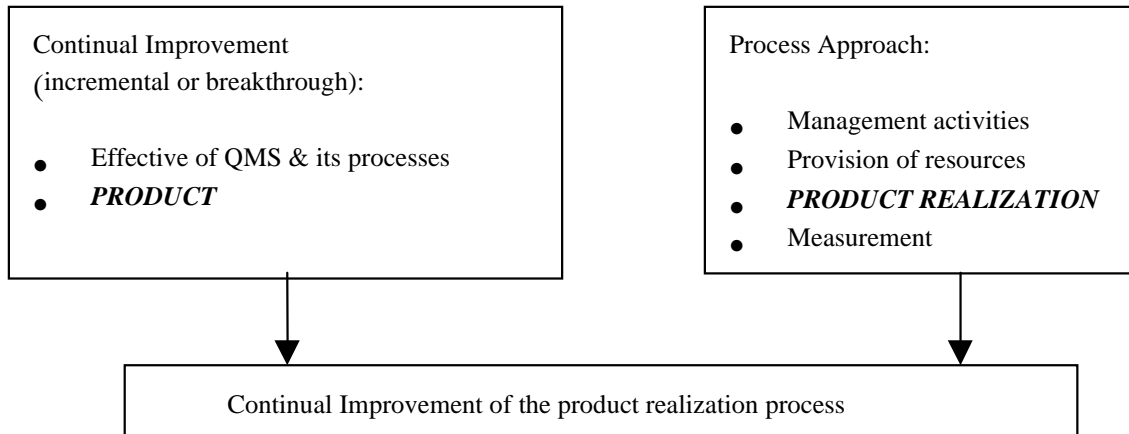 Continual Improvement
(incremental or breakthrough):
● Effective of QMS & its processes
● PRODUCT
Process Approach:
● Management activities
● Provision of resources
● PRODUCT REALIZATION
● Measurement
Continual Improvement of the product realization process